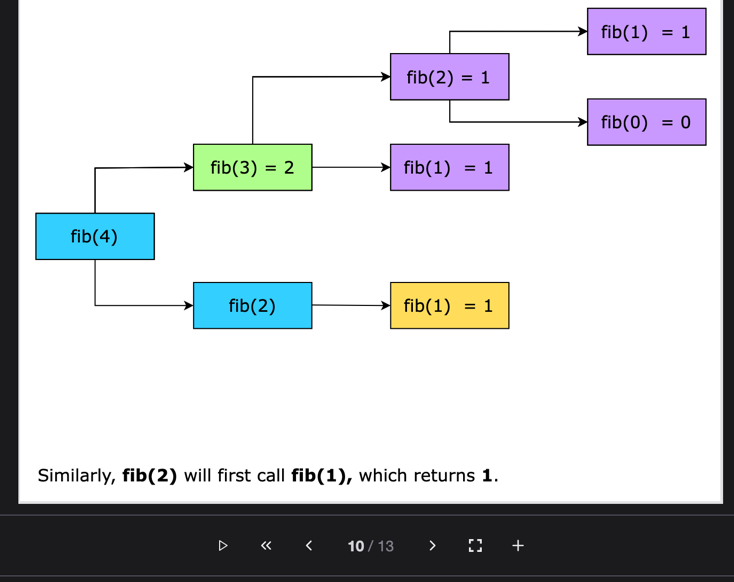 fib(1) = 1
fib(2) = 1
fib(0) = 0
fib(3) = 2
fib(1) = 1
fib(4)
fib(2)
fib(1) = 1
Similarly, fib(2) will first call fib(1), which returns 1.
10 / 13